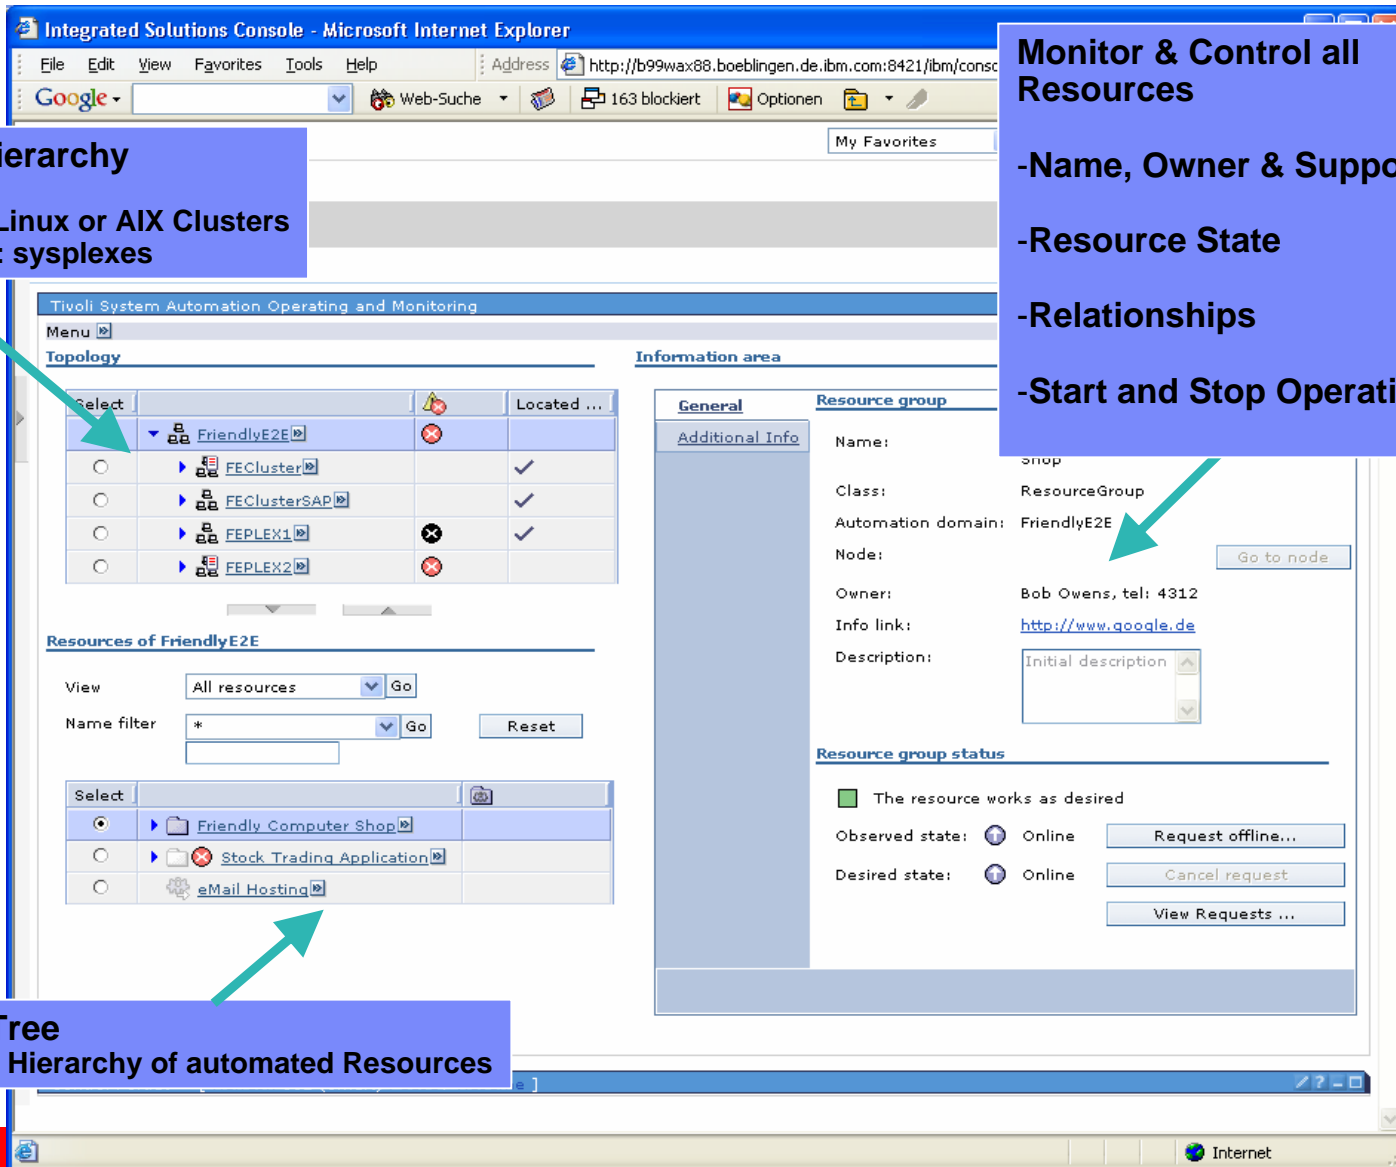 Integrated Solutions Console - Microsoft Internet Explorer
File Edit View Favorites Tools Help
Address http://b99wax88.boeblingen.de.ibm.com:8421/ibm/consc
Google Web-Suche 163 blockiert Optionen
My Favorites
Monitor & Control all
Resources
-Name, Owner & Suppo
-Resource State
-Relationships
-Start and Stop Operati
ierarchy
Linux or AIX Clusters
: sysplexes
Tivoli System Automation Operating and Monitoring
Menu
Topology
Select Located ...
FriendlyE2E
FECluster
FEClusterSAP
FEPLEX1
FEPLEX2
Resources of FriendlyE2E
View All resources Go
Name filter * Go Reset
Select
Friendly Computer Shop
Stock Trading Application
eMail Hosting
Information area
General
Additional Info
Resource group
Name:
Shop
Class: ResourceGroup
Automation domain: FriendlyE2E
Node: Go to node
Owner: Bob Owens, tel: 4312
Info link: http://www.google.de
Description: Initial description
Resource group status
The resource works as desired
Observed state: Online Request offline...
Desired state: Online Cancel request
View Requests ...
Tree
Hierarchy of automated Resources
e ]
Internet